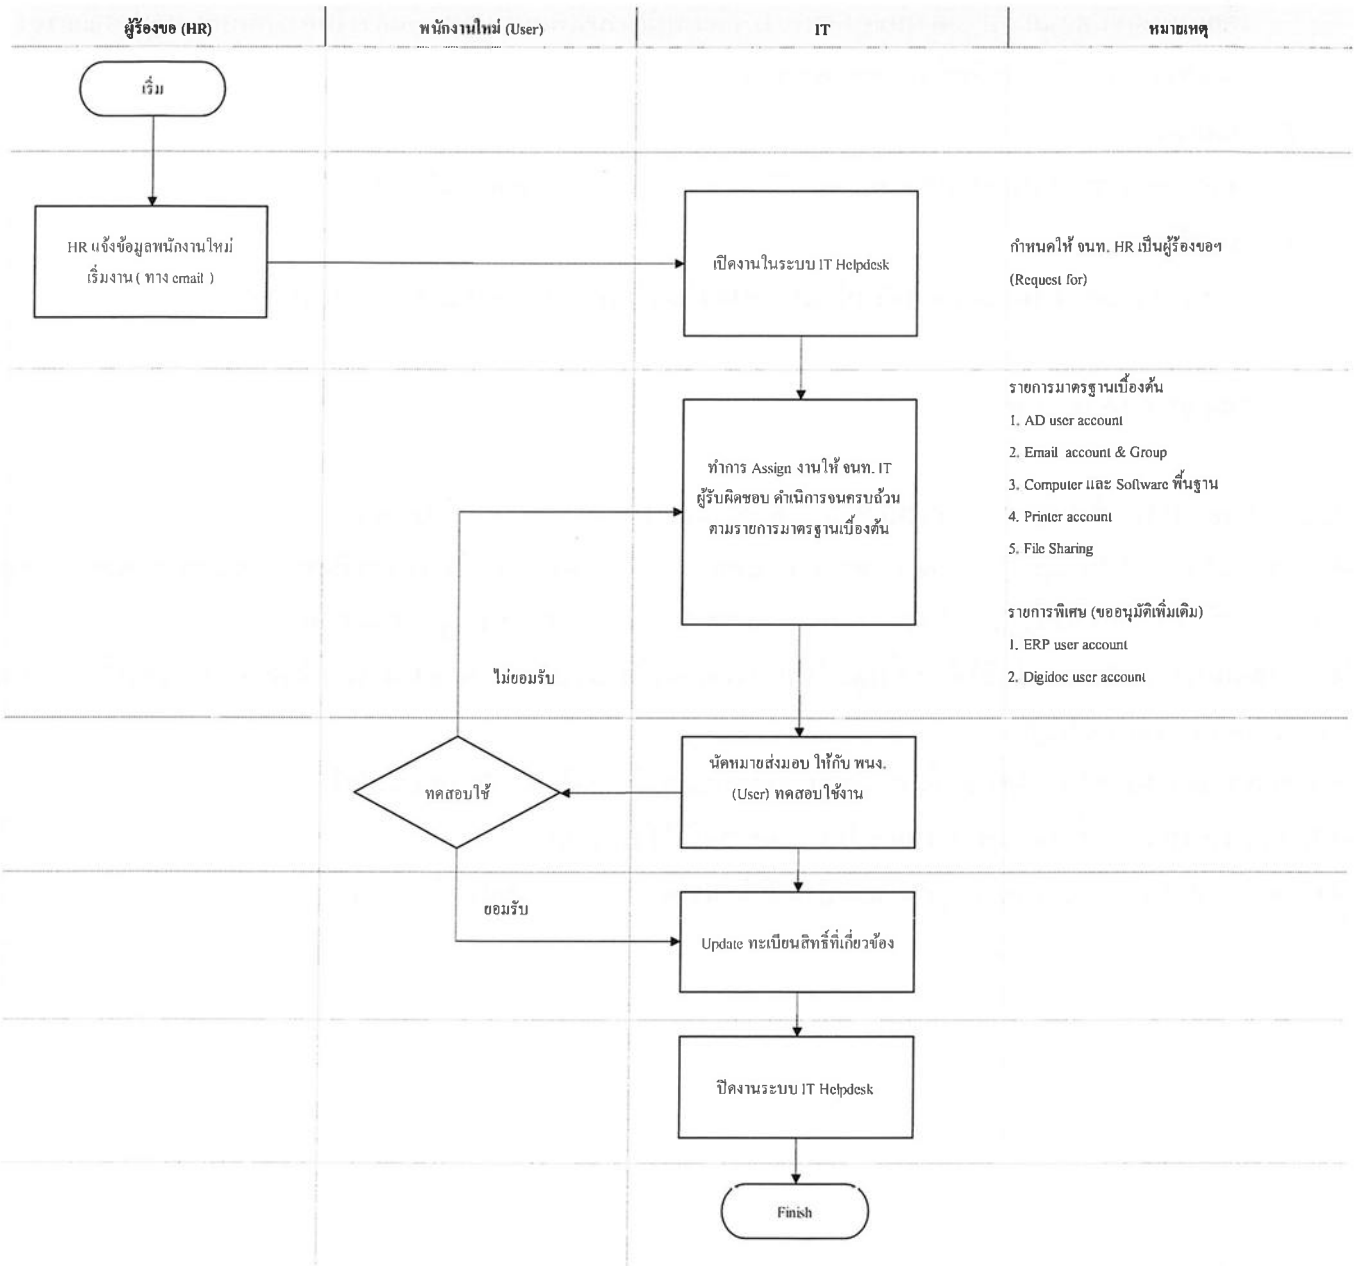 ผู้ร้องขอ (HR)
พนักงานใหม่ (User)
IT
หมายเหตุ
เริ่ม
HR แจ้งข้อมูลพนักงานใหม่
เริ่มงาน ( ทาง email )
เปิดงานในระบบ IT Helpdesk
กำหนดให้ จนท. HR เป็นผู้ร้องขอฯ
(Request for)
ทำการ Assign งานให้ จนท. IT
ผู้รับผิดชอบ ดำเนิการจนครบถ้วน
ตามรายการมาตรฐานเบื้องต้น
รายการมาตรฐานเบื้องต้น
1. AD user account
2. Email account & Group
3. Computer และ Software พื้นฐาน
4. Printer account
5. File Sharing
รายการพิเศษ (ขออนุมัติเพิ่มเติม)
1. ERP user account
2. Digidoc user account
ไม่ยอมรับ
ทดสอบใช้
นัดหมายส่งมอบ ให้กับ พนง.
(User) ทดสอบใช้งาน
ยอมรับ
Update ทะเบียนสิทธิ์ที่เกี่ยวข้อง
ปิดงานระบบ IT Helpdesk
Finish